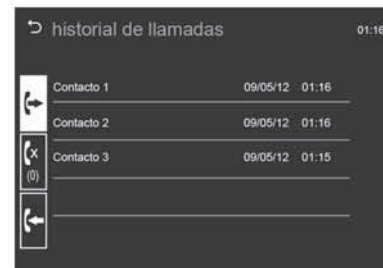 historial de llamadas 01:16
Contacto 1 09/05/12 01:16
Contacto 2 09/05/12 01:16
Contacto 3 09/05/12 01:15
(0)